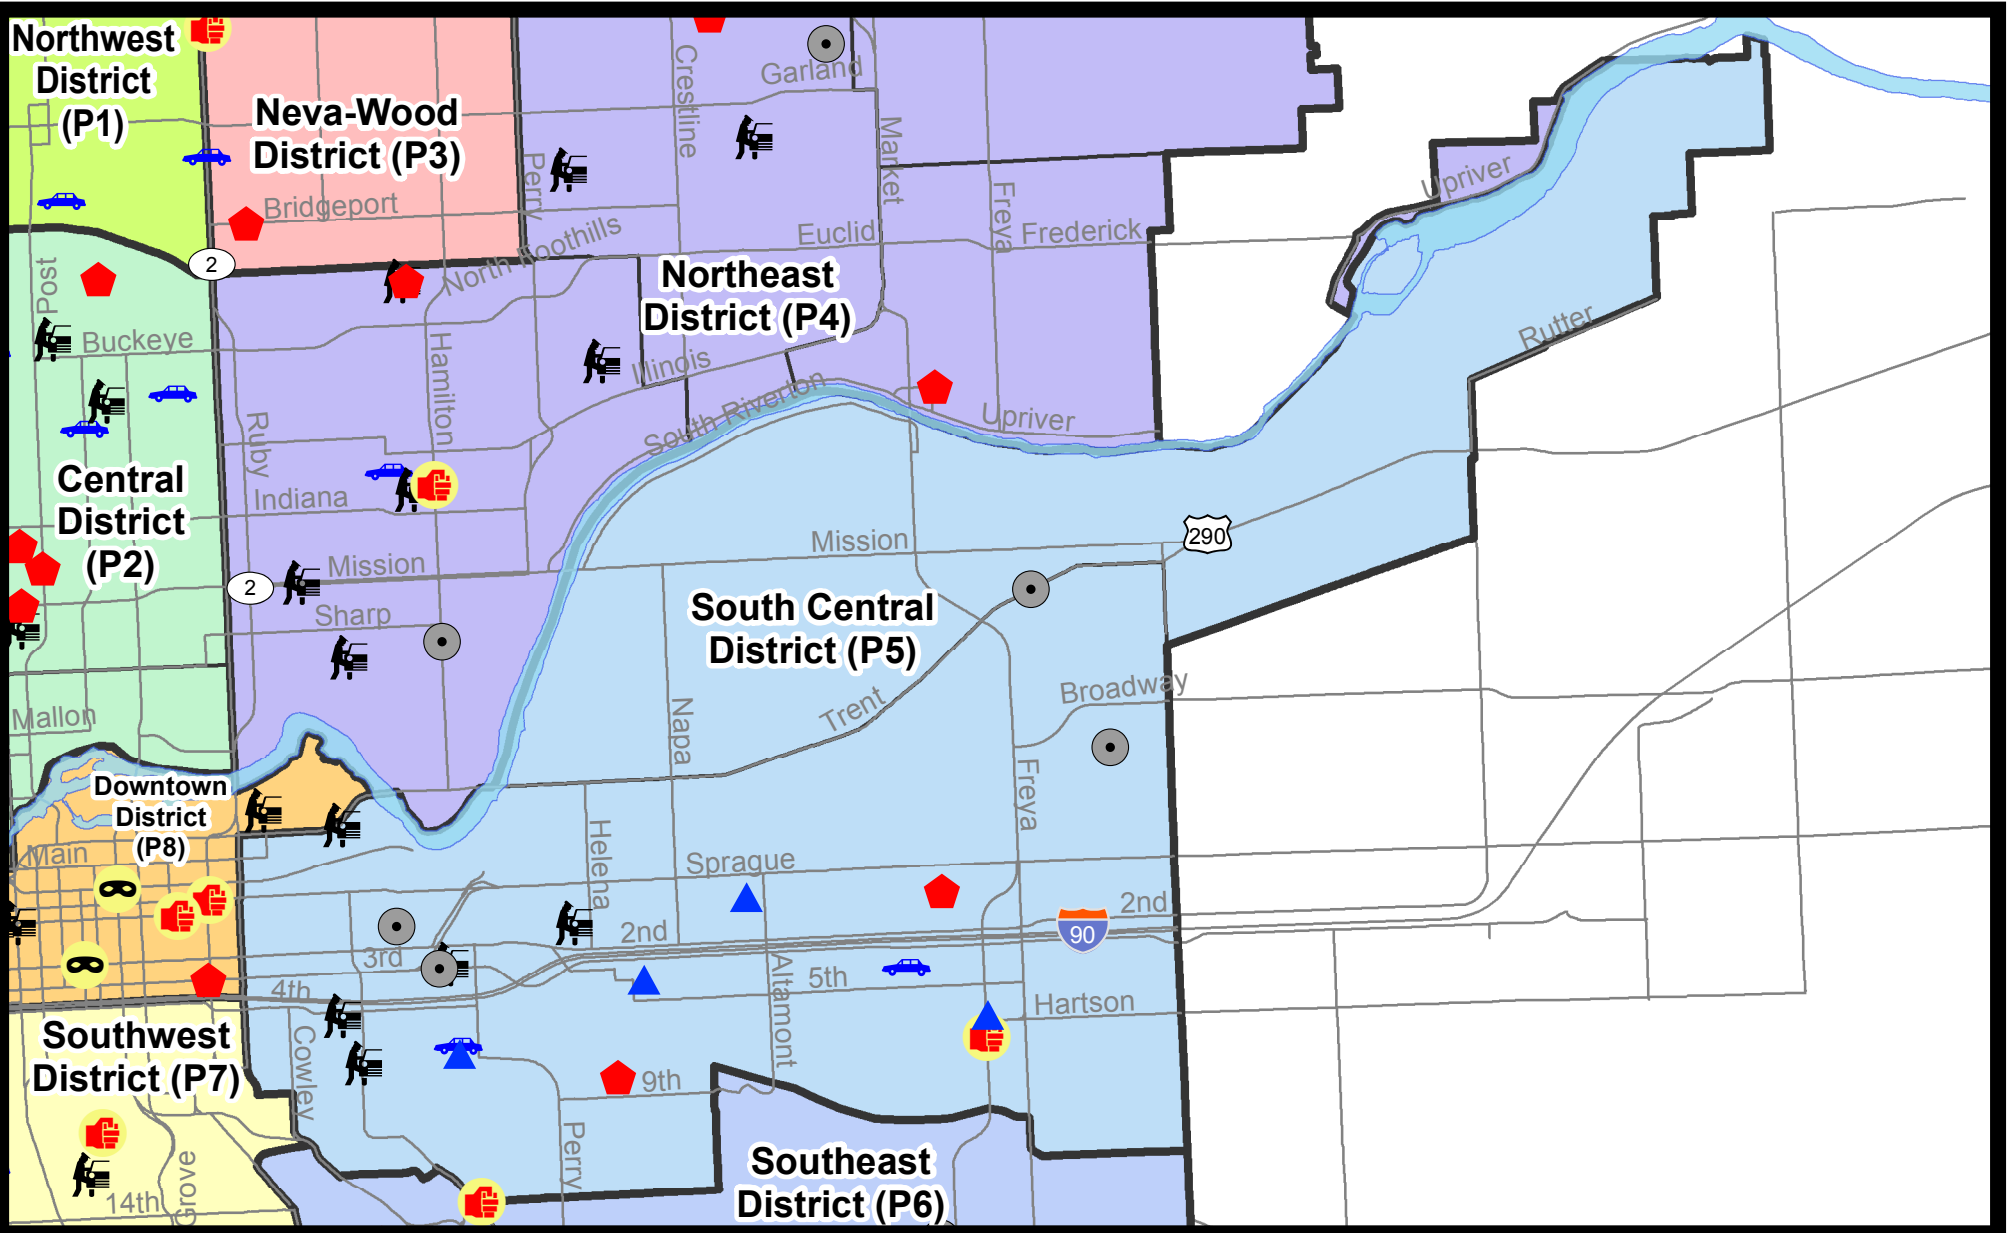 Northwest
District
(P1)
Neva-Wood
District (P3)
Crestline
Garland
Market
Perry
Bridgeport
Freya
Upriver
2
North Foothills
Euclid
Frederick
Post
Northeast
District (P4)
Buckeye
Hamilton
Illinois
Rutter
Ruby
South Riverton
Upriver
Central
District
(P2)
Indiana
Mission
290
2
Mission
Sharp
South Central
District (P5)
Mallon
Napa
Trent
Broadway
Downtown
District
(P8)
Main
Helena
Freya
Sprague
2nd
2nd
90
3rd
4th
5th
Altamont
Hartson
Southwest
District (P7)
Cowley
9th
Perry
Southeast
District (P6)
14th
Grove